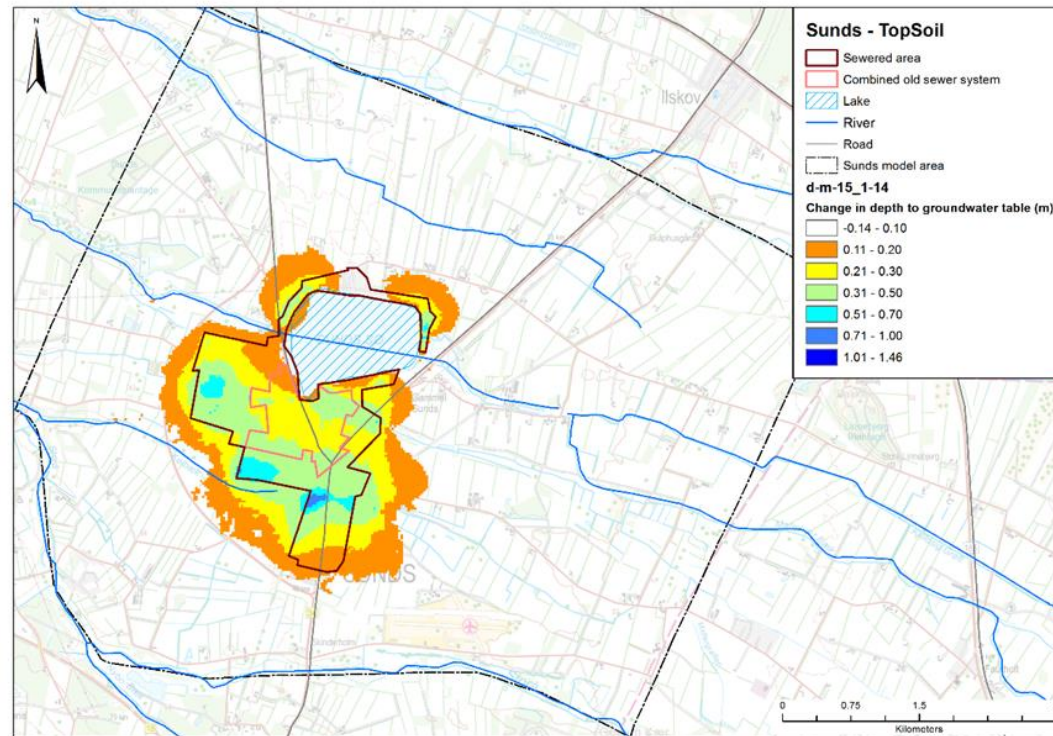 N
Sunds - TopSoil
Sewered area
Combined old sewer system
Lake
River
Road
Sunds model area
d-m-15_1-14
Change in depth to groundwater table (m)
-0.14 - 0.10
0.11 - 0.20
0.21 - 0.30
0.31 - 0.50
0.51 - 0.70
0.71 - 1.00
1.01 - 1.46
Ilskov
Gammel
Sunds
SUNDS
0 0.75 1.5 3
Kilometers